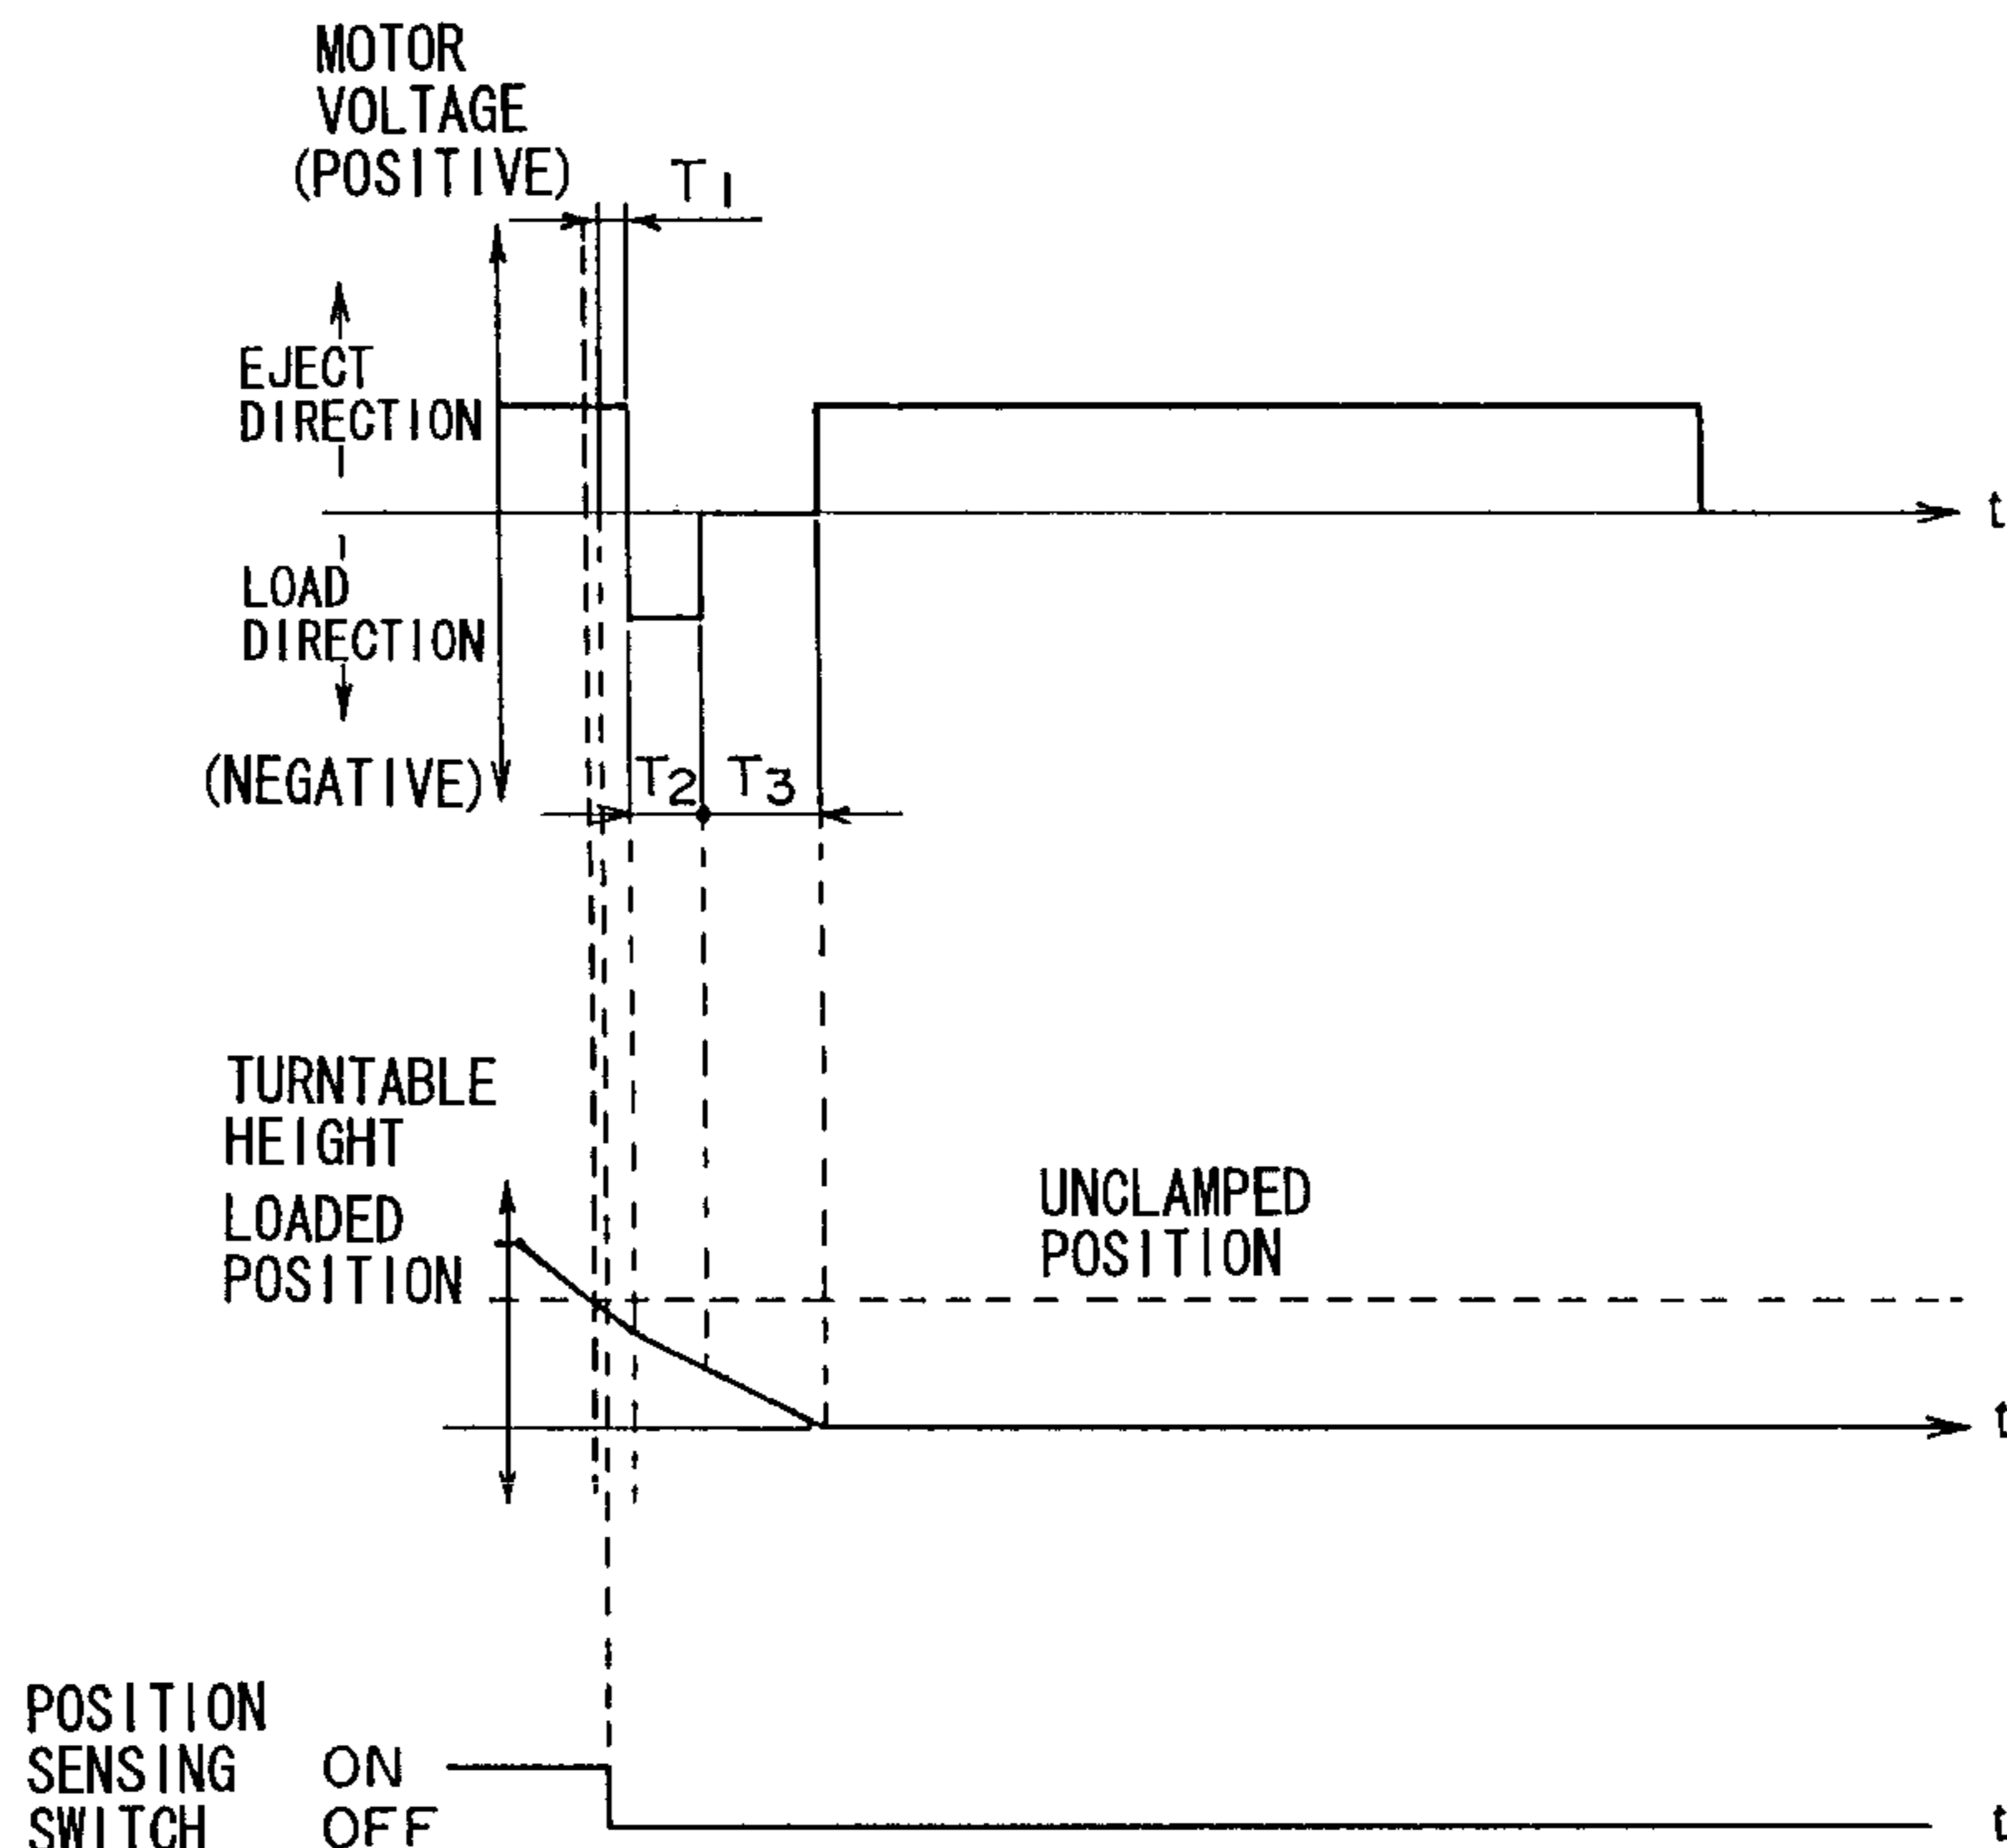 MOTOR
VOLTAGE
(POSITIVE)
T1
EJECT
DIRECTION
t
LOAD
DIRECTION
(NEGATIVE)
T2 T3
TURNTABLE
HEIGHT
LOADED
POSITION
UNCLAMPED
POSITION
t
POSITION
SENSING ON
SWITCH OFF
t